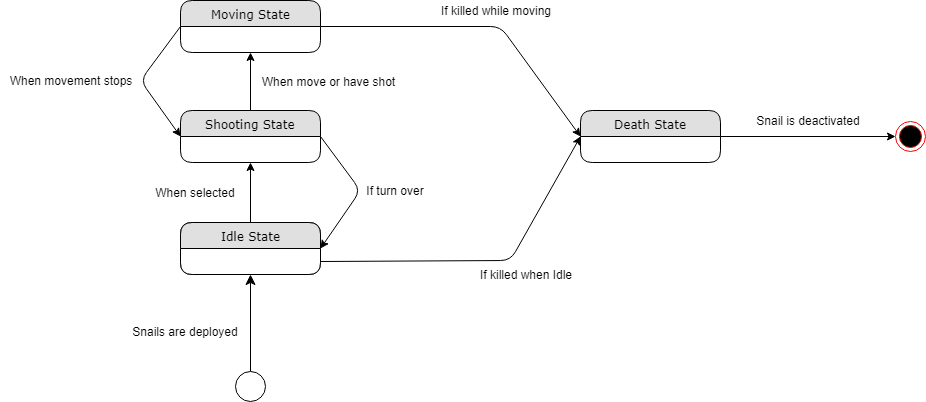 If killed while moving
Moving State
When movement stops
When move or have shot
Shooting State
Death State
Snail is deactivated
When selected
If turn over
Idle State
If killed when Idle
Snails are deployed